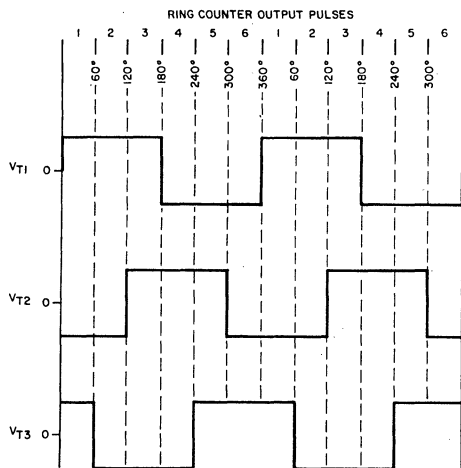 RING COUNTER OUTPUT PULSES
1 2 3 4 5 6 1 2 3 4 5 6
60° 120° 180° 240° 300° 360° 60° 120° 180° 240° 300°
VT1 0
VT2 0
VT3 0